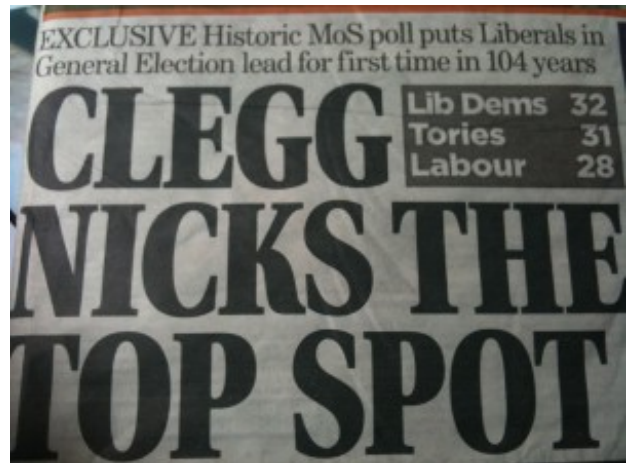 EXCLUSIVE Historic MoS poll puts Liberals in
General Election lead for first time in 104 years
CLEGG
Lib Dems 32
Tories 31
Labour 28
NICKS THE
TOP SPOT